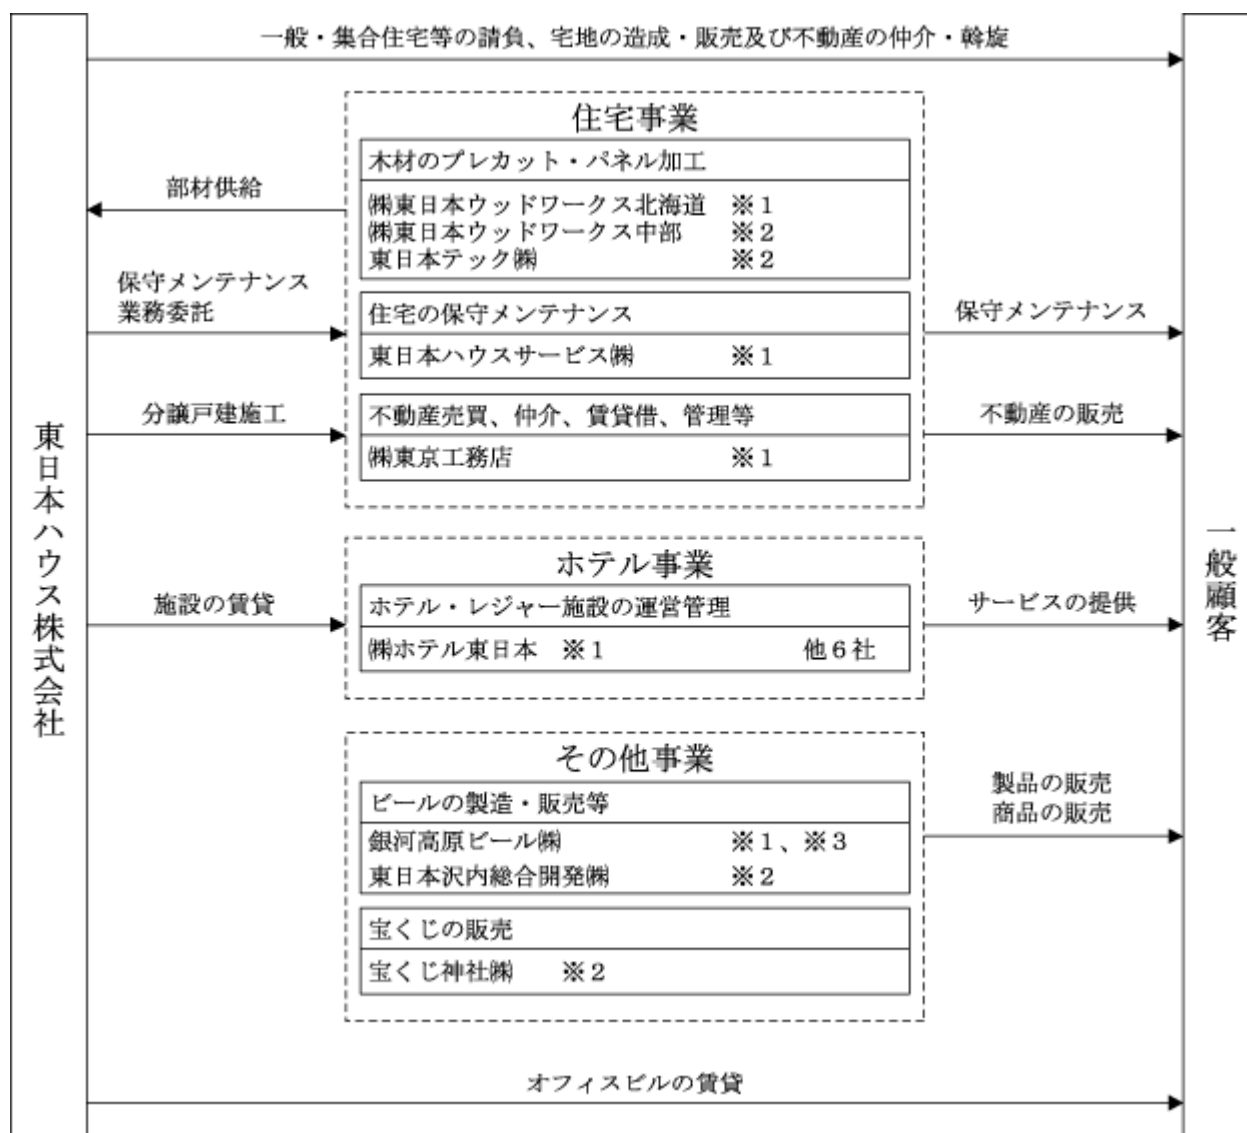 一般・集合住宅等の請負、宅地の造成・販売及び不動産の仲介・斡旋
東日本ハウス株式会社
一般顧客
住宅事業
木材のプレカット・パネル加工
㈱東日本ウッドワークス北海道 ※1
㈱東日本ウッドワークス中部 ※2
東日本テック㈱ ※2
部材供給
保守メンテナンス
業務委託
住宅の保守メンテナンス
東日本ハウスサービス㈱ ※1
保守メンテナンス
分譲戸建施工
不動産売買、仲介、賃貸借、管理等
㈱東京工務店 ※1
不動産の販売
ホテル事業
施設の賃貸
ホテル・レジャー施設の運営管理
㈱ホテル東日本 ※1 他6社
サービスの提供
その他事業
ビールの製造・販売等
銀河高原ビール㈱ ※1、※3
東日本沢内総合開発㈱ ※2
製品の販売
商品の販売
宝くじの販売
宝くじ神社㈱ ※2
オフィスビルの賃貸